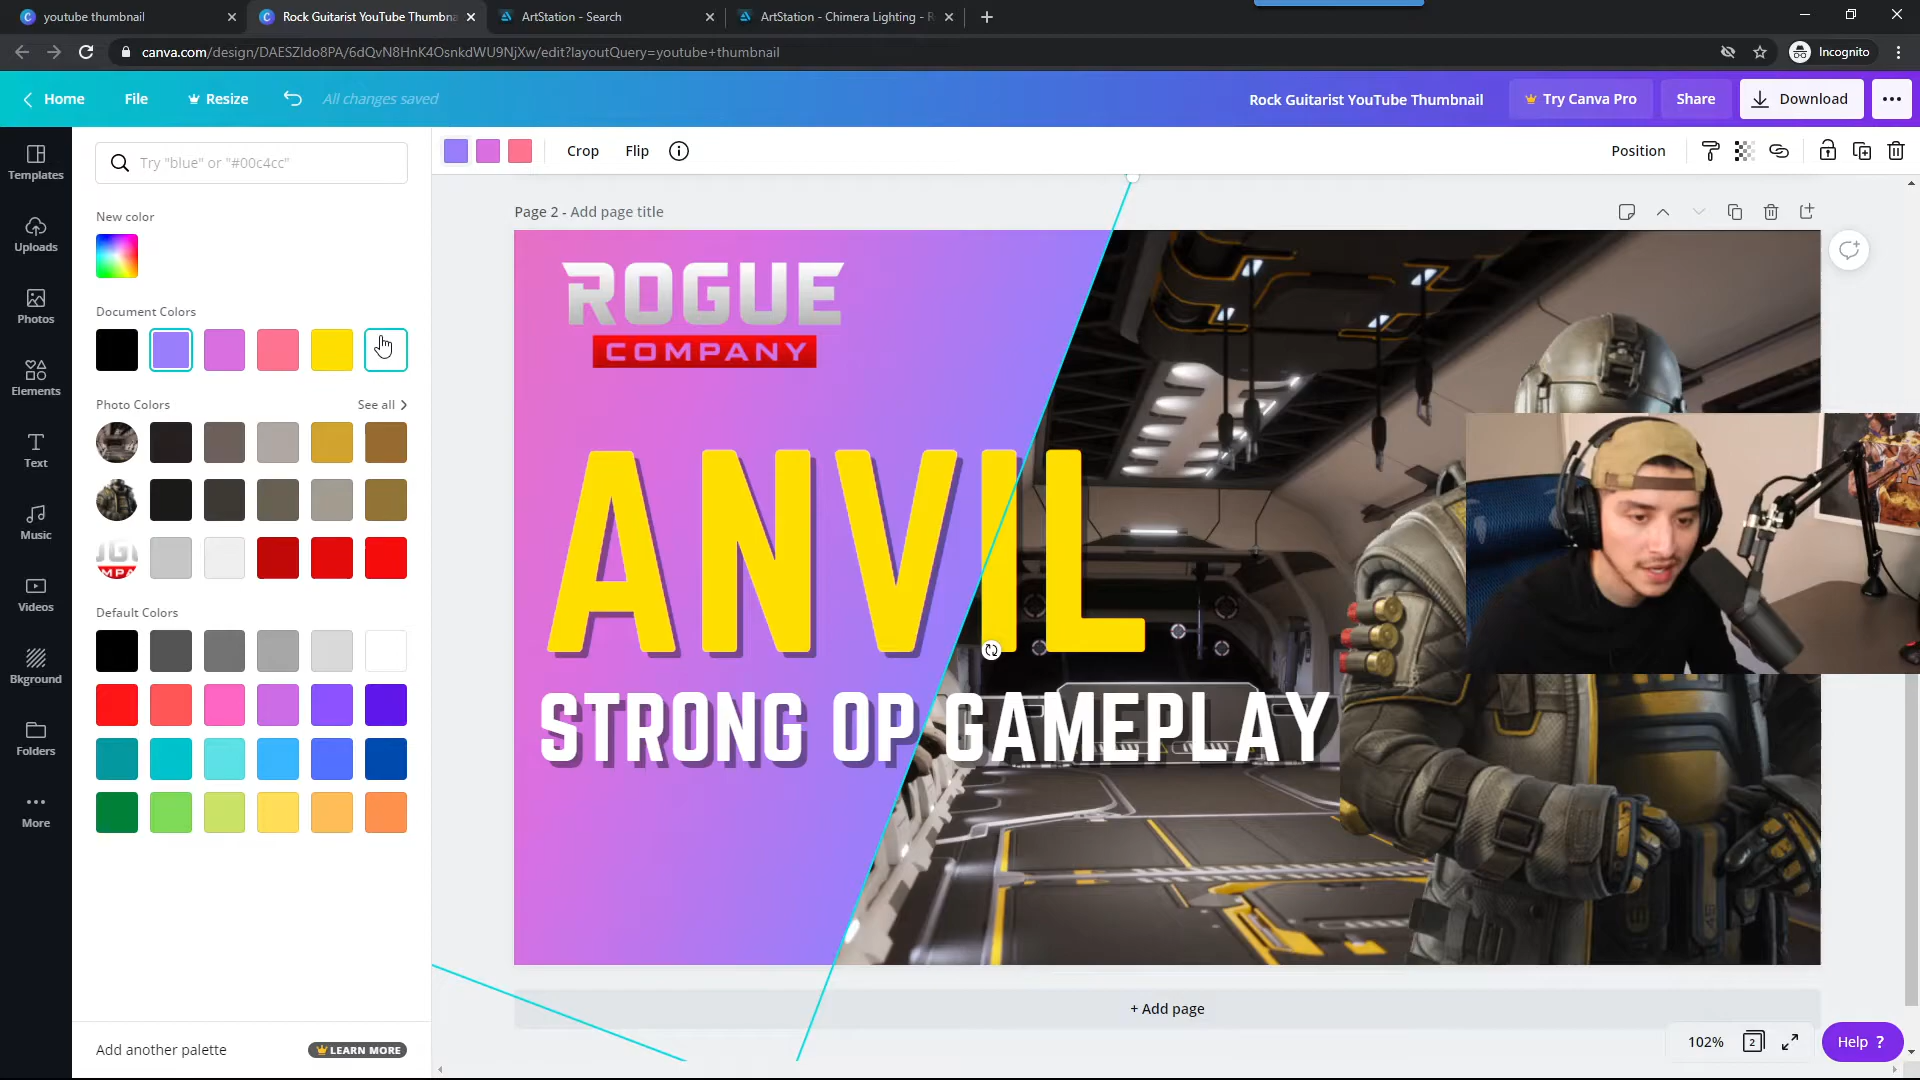 youtube thumbnail
Rock Guitarist YouTube Thumbna
ArtStation - Search
ArtStation - Chimera Lighting - R
canva.com/design/DAESZIdo8PA/6dQvN8HnK4OsnkdWU9NjXw/edit?layoutQuery=youtube+thumbnail
Incognito
Home
File
Resize
All changes saved
Rock Guitarist YouTube Thumbnail
Try Canva Pro
Share
Download
Templates
Uploads
Photos
Elements
Text
Music
Videos
Bkground
Folders
More
Try "blue" or "#00c4cc"
New color
Document Colors
Photo Colors
See all
Default Colors
Add another palette
LEARN MORE
Crop
Flip
Position
Page 2 - Add page title
ROGUE
COMPANY
ANVIL
STRONG OP GAMEPLAY
+ Add page
102%
2
Help ?